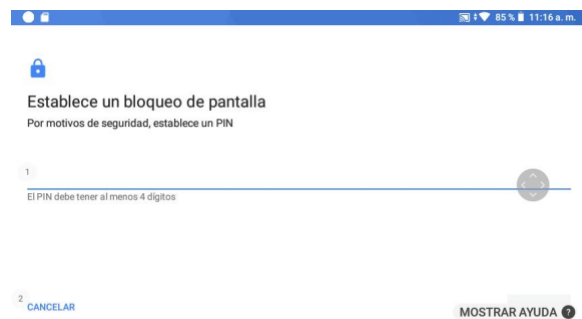 85 % 11:16 a. m.
Establece un bloqueo de pantalla
Por motivos de seguridad, establece un PIN
1
El PIN debe tener al menos 4 dígitos
2
CANCELAR
MOSTRAR AYUDA ?